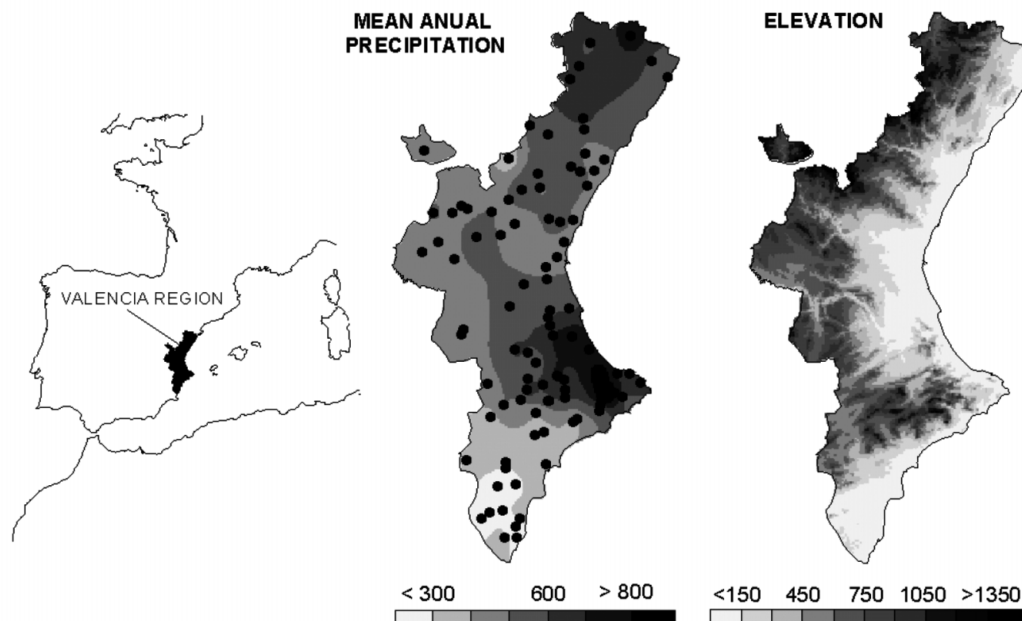 MEAN ANUAL
PRECIPITATION
ELEVATION
VALENCIA REGION
< 300 600 > 800
<150 450 750 1050 >1350